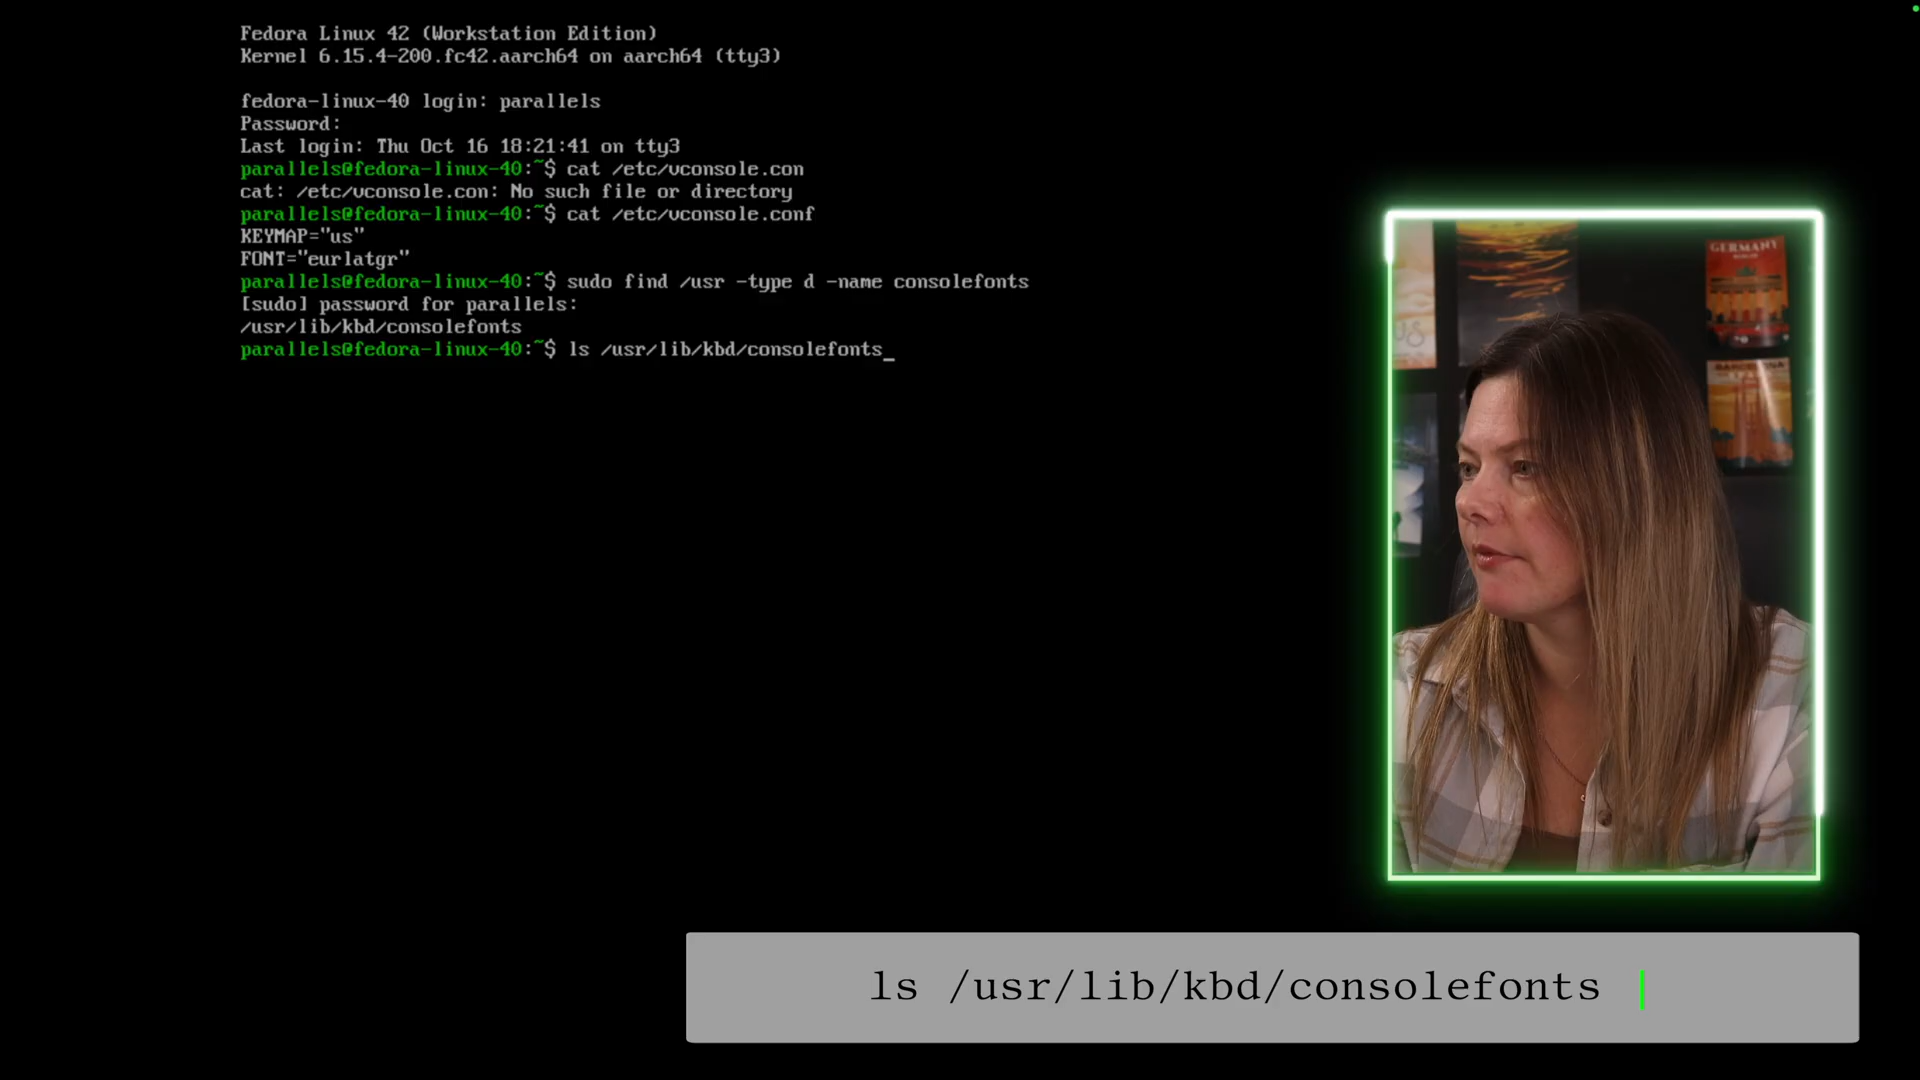 Fedora Linux 42 (Workstation Edition)
Kernel 6.15.4-200.fc42.aarch64 on aarch64 (tty3)
fedora-linux-40 login: parallels
Password:
Last login: Thu Oct 16 18:21:41 on tty3
parallels@fedora-linux-40:~$ cat /etc/vconsole.con
cat: /etc/vconsole.con: No such file or directory
parallels@fedora-linux-40:~$ cat /etc/vconsole.conf
KEYMAP="us"
FONT="eurlatgr"
parallels@fedora-linux-40:~$ sudo find /usr -type d -name consolefonts
[sudo] password for parallels:
/usr/lib/kbd/consolefonts
parallels@fedora-linux-40:~$ ls /usr/lib/kbd/consolefonts_
GERMANY
BARCELONA
ls /usr/lib/kbd/consolefonts